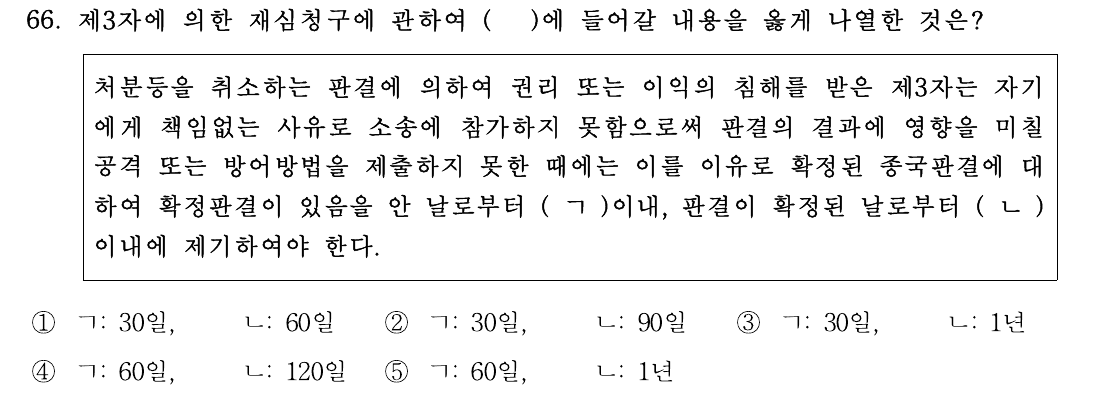 66. 제3자에 의한 재심청구에 관하여 (   )에 들어갈 내용을 옳게 나열한 것은?
처분등을 취소하는 판결에 의하여 권리 또는 이익의 침해를 받은 제3자는 자기
에게 책임없는 사유로 소송에 참가하지 못함으로써 판결의 결과에 영향을 미칠
공격 또는 방어방법을 제출하지 못한 때에는 이를 이유로 확정된 종국판결에 대
하여 확정판결이 있음을 안 날로부터 ( ㄱ )이내, 판결이 확정된 날로부터 ( ㄴ )
이내에 제기하여야 한다.
① ㄱ: 30일, ㄴ: 60일 ② ㄱ: 30일, ㄴ: 90일 ③ ㄱ: 30일, ㄴ: 1년
④ ㄱ: 60일, ㄴ: 120일 ⑤ ㄱ: 60일, ㄴ: 1년